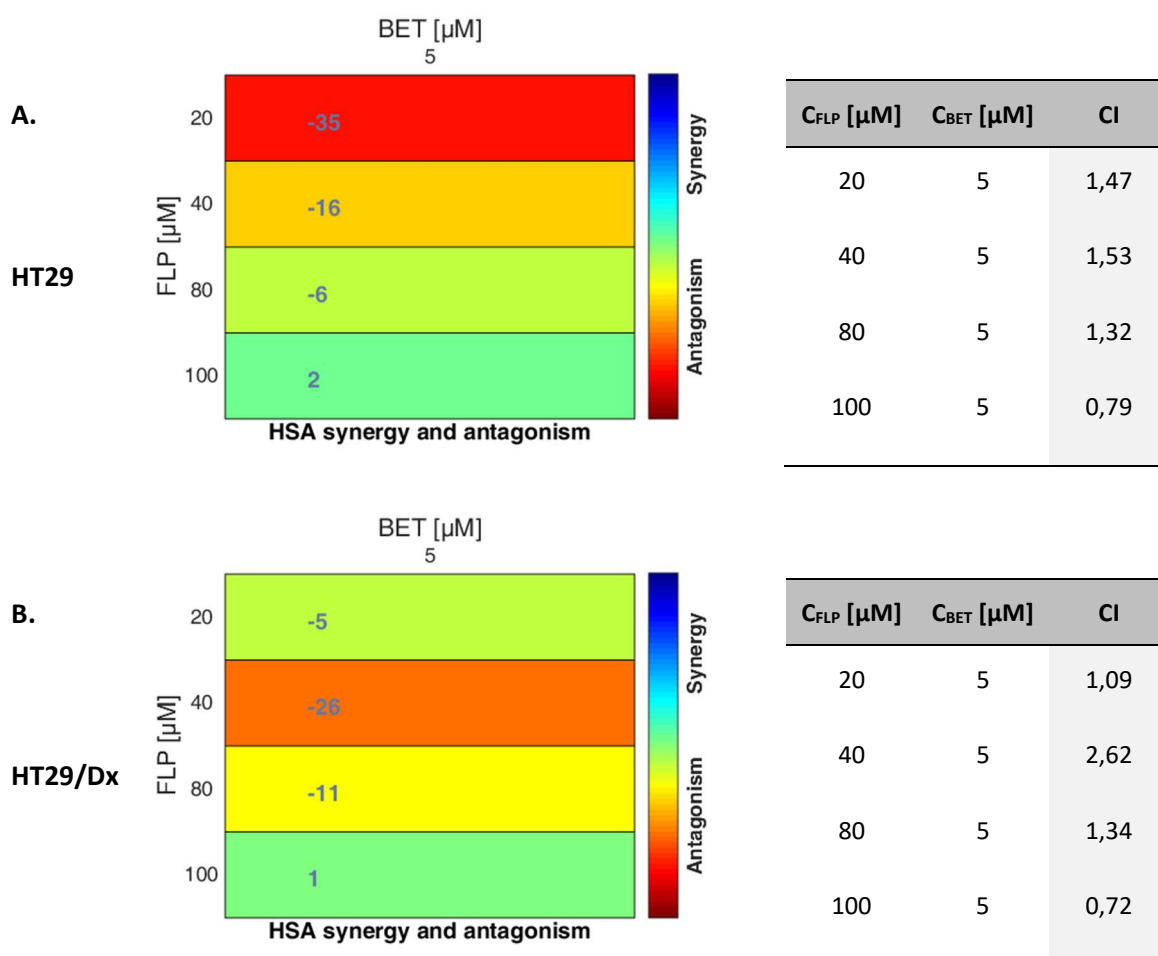 BET [µM]
5
A.
HT29
FLP [µM]
20
40
80
100
-35
-16
-6
2
HSA synergy and antagonism
Synergy
Antagonism
C_FLP [µM] C_BET [µM] CI
20 5 1,47
40 5 1,53
80 5 1,32
100 5 0,79
BET [µM]
5
B.
HT29/Dx
FLP [µM]
20
40
80
100
-5
-26
-11
1
HSA synergy and antagonism
Synergy
Antagonism
C_FLP [µM] C_BET [µM] CI
20 5 1,09
40 5 2,62
80 5 1,34
100 5 0,72